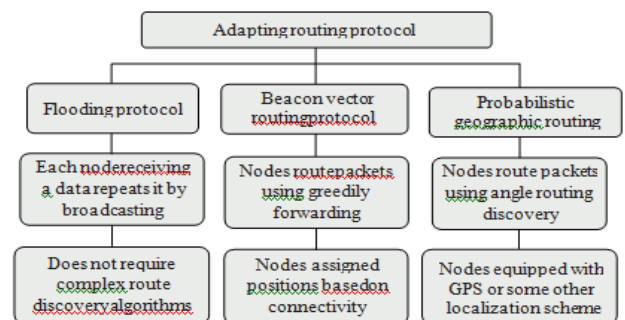 Adapting routing protocol
Flooding protocol
Beacon vector
routingprotocol
Probabilistic
geographic routing
Each nodereceiving
a data repeats it by
broadcasting
Nodes routepackets
using greedily
forwarding
Nodes route packets
using angle routing
discovery
Does not require
complex route
discoveryalgorithms
Nodes assigned
positions basedon
connectivity
Nodes equipped with
GPS or some other
localization scheme